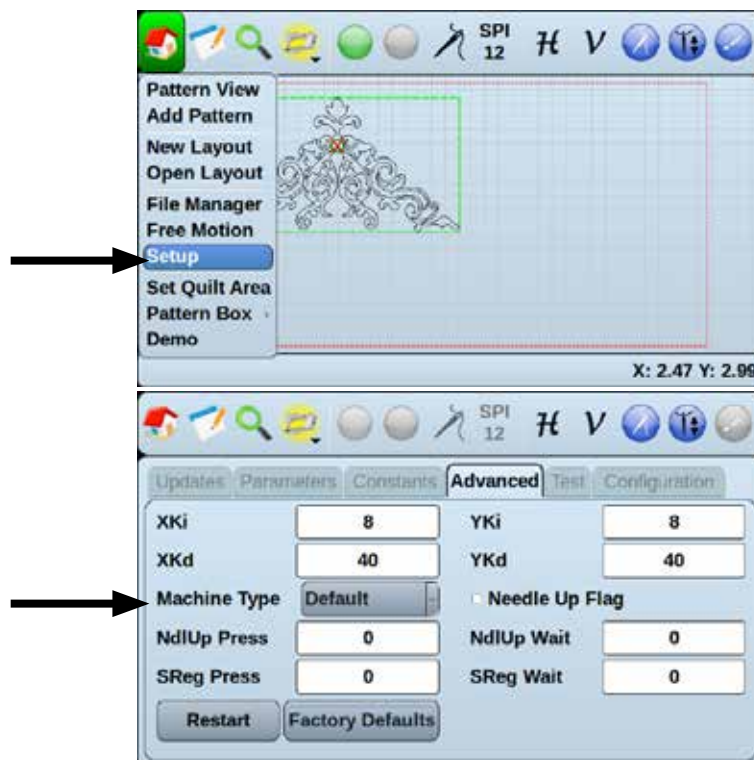 SPI
12
H V
Pattern View
Add Pattern
New Layout
Open Layout
File Manager
Free Motion
Setup
Set Quilt Area
Pattern Box
Demo
X: 2.47 Y: 2.99
SPI
12
H V
Updates Parameters Constants Advanced Test Configuration
XKi 8 YKi 8
XKd 40 YKd 40
Machine Type Default Needle Up Flag
NdlUp Press 0 NdlUp Wait 0
SReg Press 0 SReg Wait 0
Restart Factory Defaults